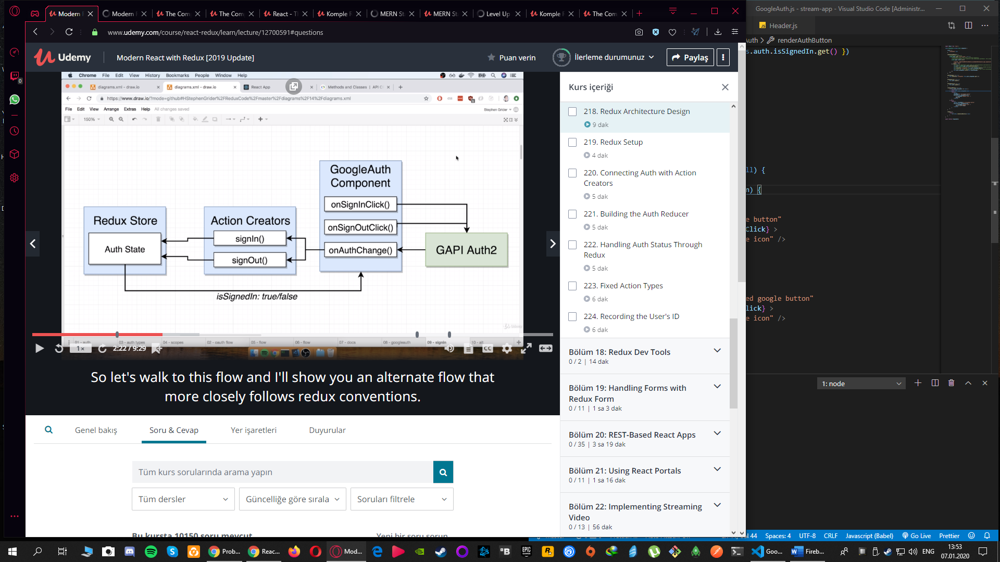 Modern
Modern
The Com
The Com
React - T
Komple
MERN St
MERN St
Level Up
Komple
The Com
www.udemy.com/course/react-redux/learn/lecture/12700591#questions
Udemy
Modern React with Redux [2019 Update]
Puan verin
İlerleme durumunuz
Paylaş
Chrome File Edit View History Bookmarks People Window Help
diagrams.xml - draw.io
diagrams.xml - draw.io
React App
Methods and Classes | API C
https://www.draw.io/?mode=github#HStephenGrider%2FReduxCode%2Fmaster%2Fdiagrams%2F14%2Fdiagrams.xml
File Edit View Arrange Extras Help All changes saved
Stephen Grider
150%
GoogleAuth
Component
onSignInClick()
onSignOutClick()
onAuthChange()
Redux Store
Auth State
Action Creators
signIn()
signOut()
GAPI Auth2
isSignedIn: true/false
Udemy
01 - auth
03 - auth types
04 - scopes
02 - oauth flow
05 - flow
06 - flow
07 - docs
08 - googleauth
09 - signin
10 - alt
1×
2:22 / 9:29
CC
So let's walk to this flow and I'll show you an alternate flow that
more closely follows redux conventions.
Genel bakış
Soru & Cevap
Yer işaretleri
Duyurular
Tüm kurs sorularında arama yapın
Tüm dersler
Güncelliğe göre sırala
Soruları filtrele
Bu kursta 10150 soru mevcut
Yeni bir soru sorun
Kurs içeriği
218. Redux Architecture Design
9 dak
219. Redux Setup
4 dak
220. Connecting Auth with Action
Creators
5 dak
221. Building the Auth Reducer
5 dak
222. Handling Auth Status Through
Redux
5 dak
223. Fixed Action Types
6 dak
224. Recording the User's ID
6 dak
Bölüm 18: Redux Dev Tools
0 / 2 | 14 dak
Bölüm 19: Handling Forms with
Redux Form
0 / 11 | 1 sa 3 dak
Bölüm 20: REST-Based React Apps
0 / 35 | 3 sa 19 dak
Bölüm 21: Using React Portals
0 / 11 | 1 sa 16 dak
Bölüm 22: Implementing Streaming
Video
0 / 13 | 56 dak
GoogleAuth.js - stream-app - Visual Studio Code [Administr...
JS Header.js
Auth > renderAuthButton
s.auth.isSignedIn.get() })
ll) {
n) {
e button"
Click} >
e icon" />
ed google button"
lick} >
e icon" />
1: node
Spaces: 4
UTF-8
CRLF
Javascript (Babel)
Go Live
Prettier
Prob...
Reac...
Mod...
Goo...
Fireb...
ENG
13:53
07.01.2020